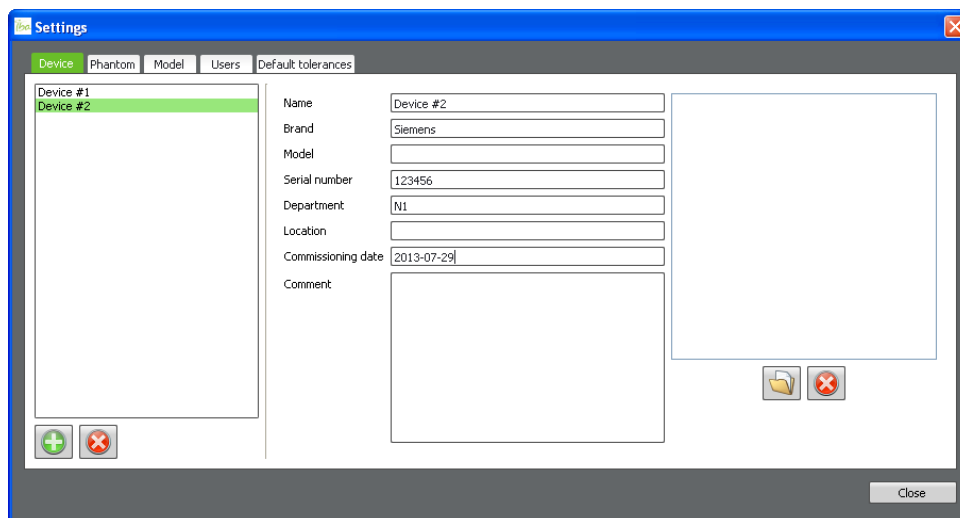 iba Settings
Device Phantom Model Users Default tolerances
Device #1
Device #2
Name Device #2
Brand Siemens
Model
Serial number 123456
Department N1
Location
Commissioning date 2013-07-29
Comment
Close